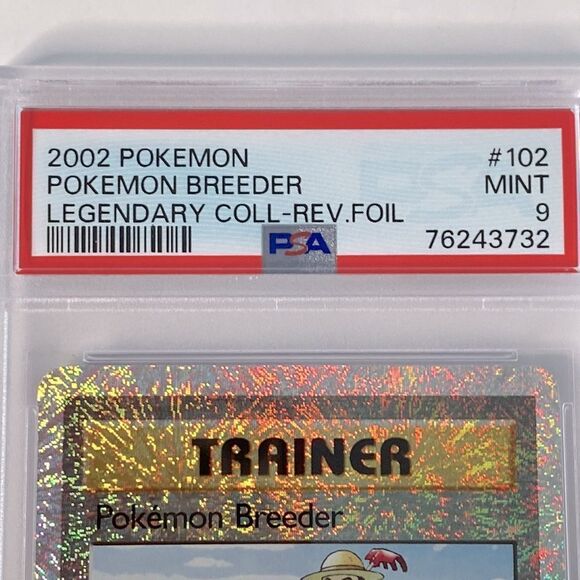 2002 POKEMON #102
POKEMON BREEDER MINT
LEGENDARY COLL-REV.FOIL 9
PSA 76243732
TRAINER
Pokémon Breeder